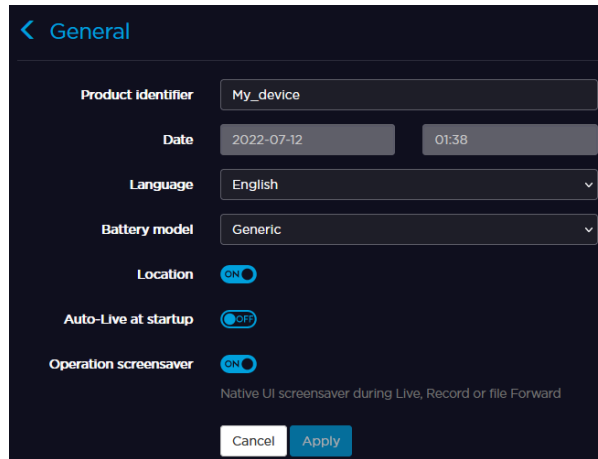 General
Product identifier My_device
Date 2022-07-12 01:38
Language English
Battery model Generic
Location ON
Auto-Live at startup OFF
Operation screensaver ON
Native UI screensaver during Live, Record or file Forward
Cancel Apply